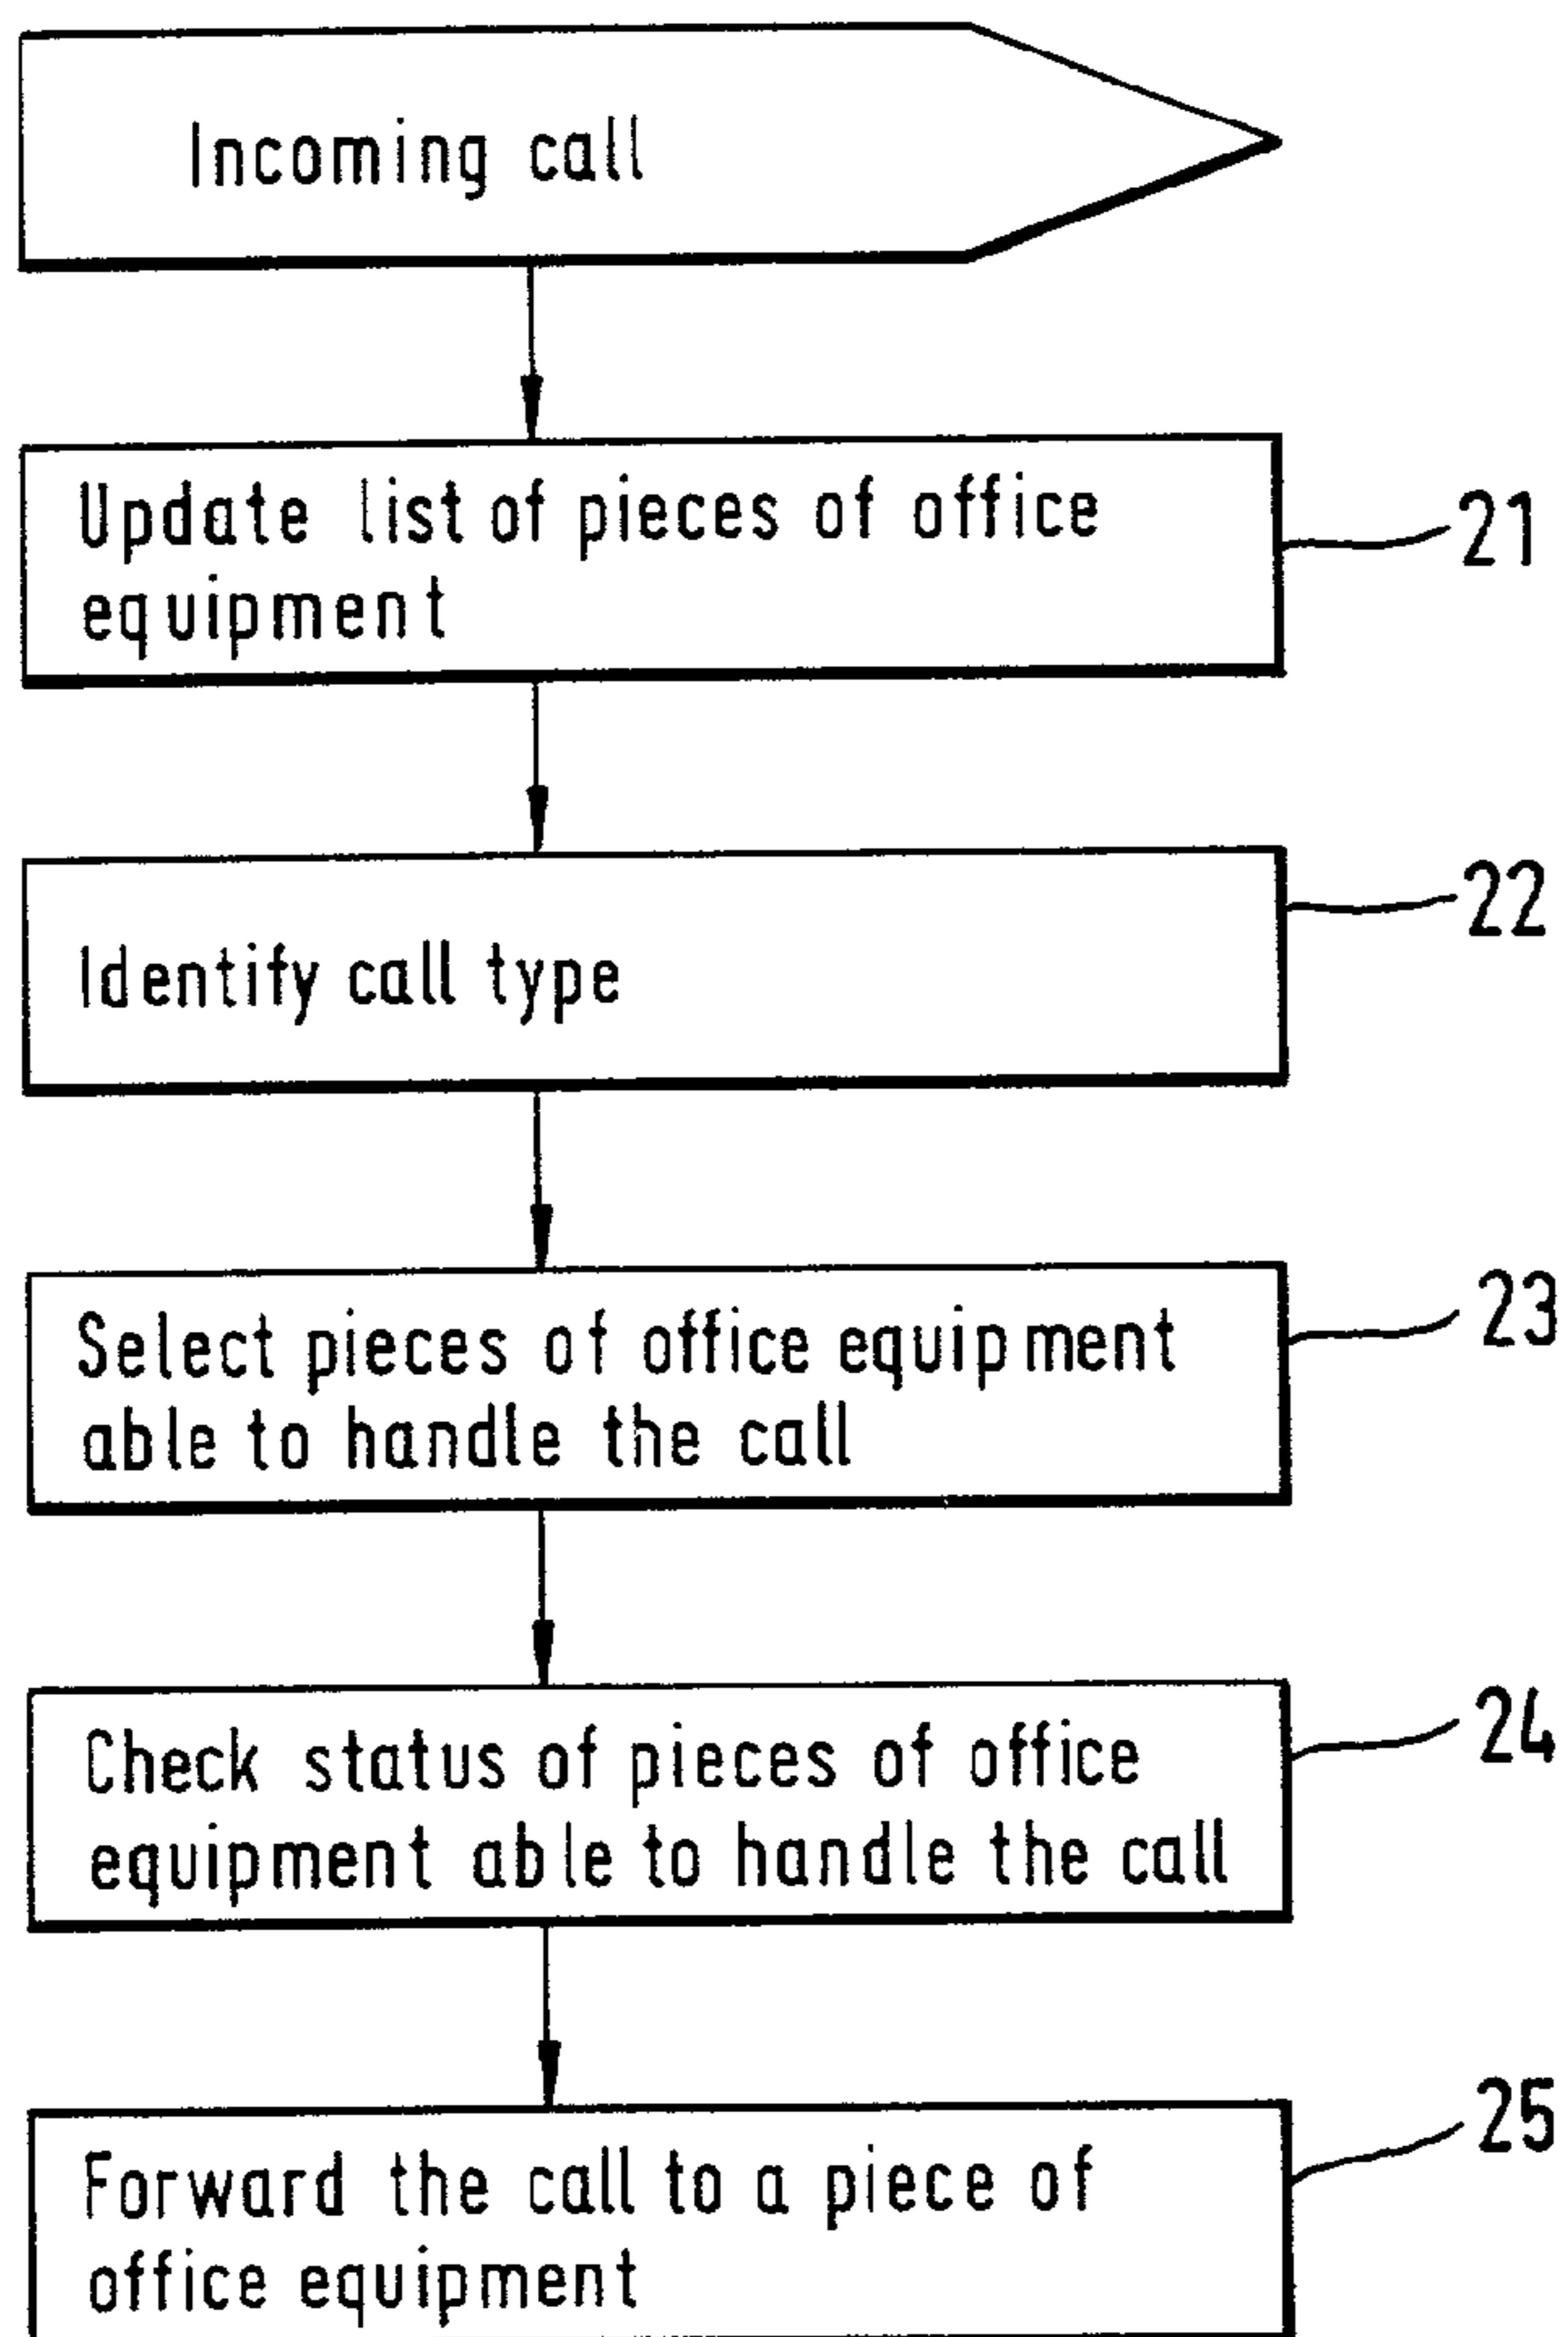 Incoming call
Update list of pieces of office
equipment
21
Identify call type
22
Select pieces of office equipment
able to handle the call
23
Check status of pieces of office
equipment able to handle the call
24
Forward the call to a piece of
office equipment
25